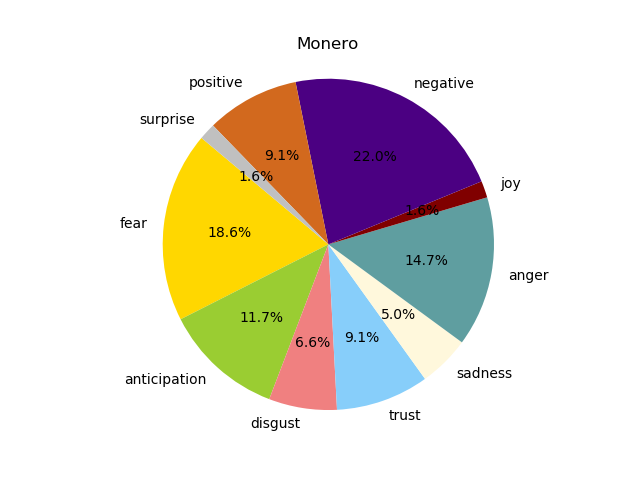 Monero
positive
negative
surprise
9.1%
22.0%
1.6%
joy
1.6%
fear
18.6%
14.7%
anger
11.7%
5.0%
6.6%
9.1%
anticipation
sadness
disgust
trust